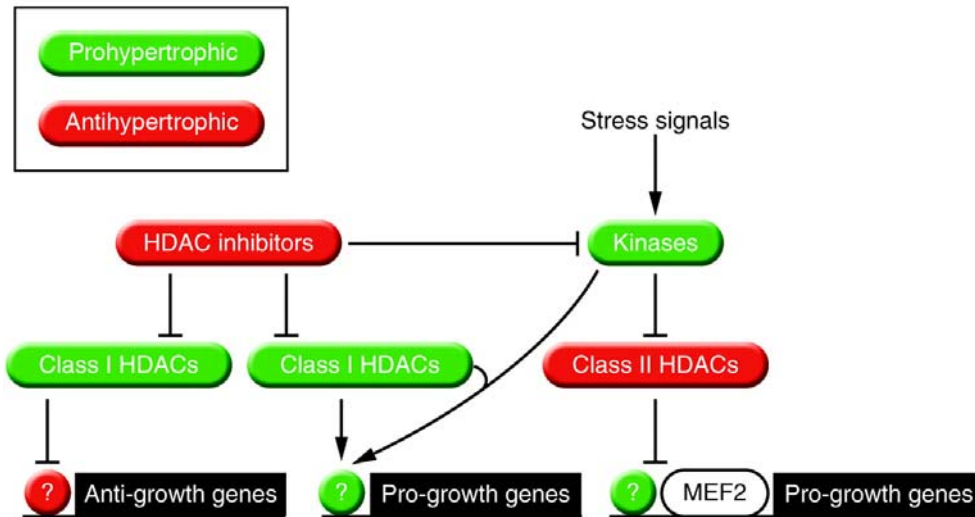 Prohypertrophic
Antihypertrophic
Stress signals
HDAC inhibitors
Kinases
Class I HDACs
Class I HDACs
Class II HDACs
? Anti-growth genes
? Pro-growth genes
? MEF2 Pro-growth genes